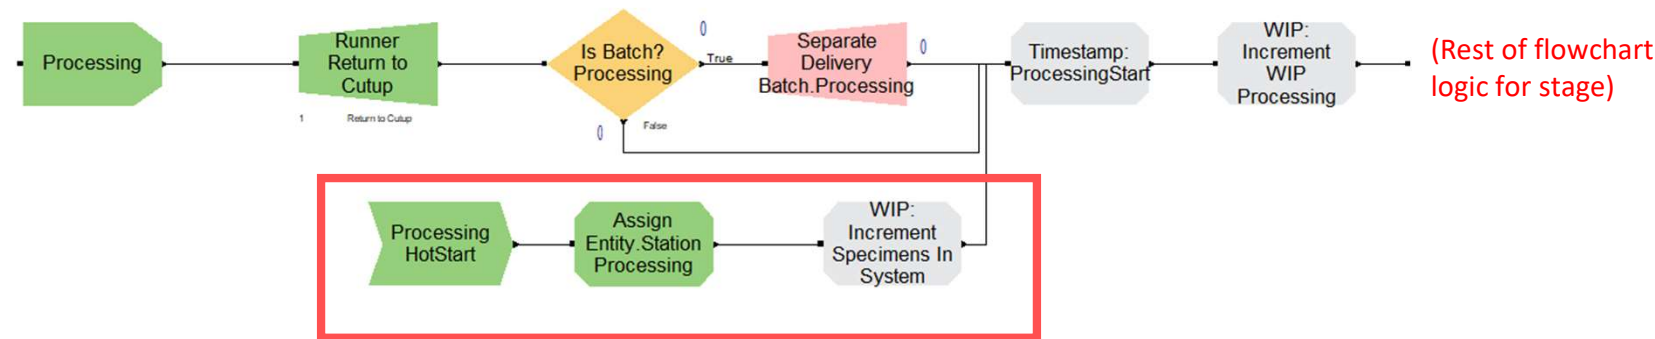 Processing
Runner
Return to
Cutup
1
Return to Cutup
Is Batch?
Processing
0
True
0
False
Separate
Delivery
Batch.Processing
0
Timestamp:
ProcessingStart
WIP:
Increment
WIP
Processing
(Rest of flowchart
logic for stage)
Processing
HotStart
Assign
Entity.Station
Processing
WIP:
Increment
Specimens In
System